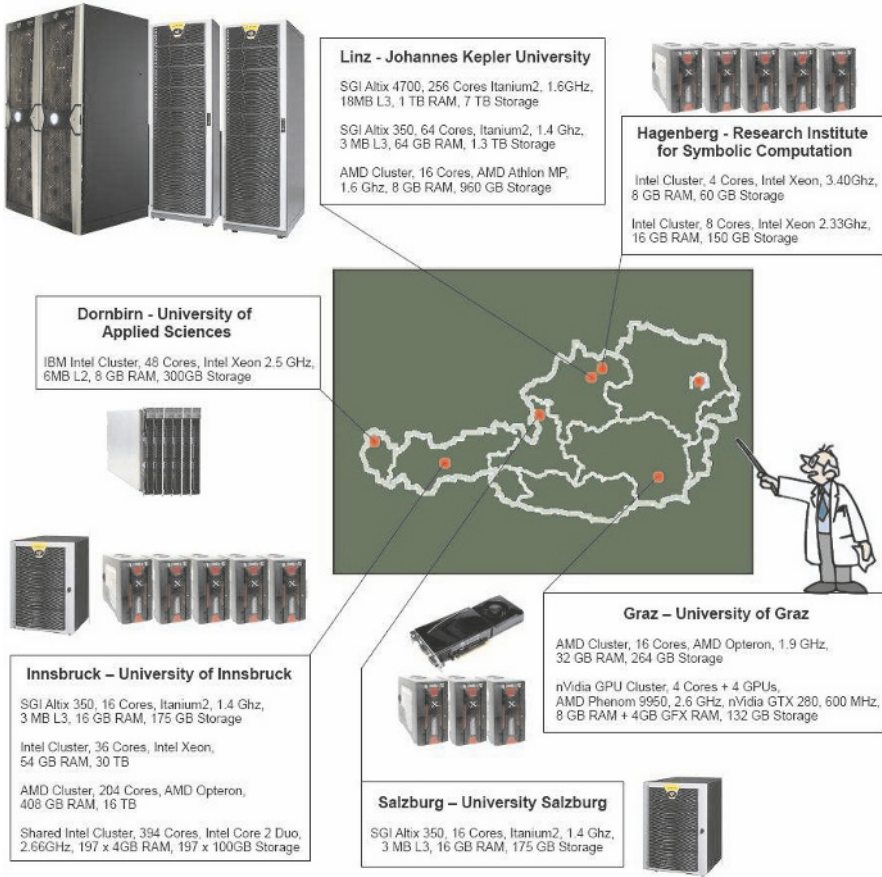 Linz - Johannes Kepler University
SGI Altix 4700, 256 Cores Itanium2, 1.6GHz,
18MB L3, 1 TB RAM, 7 TB Storage
SGI Altix 350, 64 Cores, Itanium2, 1.4 Ghz,
3 MB L3, 64 GB RAM, 1.3 TB Storage
AMD Cluster, 16 Cores, AMD Athlon MP,
1.6 Ghz, 8 GB RAM, 960 GB Storage
Hagenberg - Research Institute
for Symbolic Computation
Intel Cluster, 4 Cores, Intel Xeon, 3.40Ghz,
8 GB RAM, 60 GB Storage
Intel Cluster, 8 Cores, Intel Xeon 2.33Ghz,
16 GB RAM, 150 GB Storage
Dornbirn - University of
Applied Sciences
IBM Intel Cluster, 48 Cores, Intel Xeon 2.5 GHz,
6MB L2, 8 GB RAM, 300GB Storage
Innsbruck – University of Innsbruck
SGI Altix 350, 16 Cores, Itanium2, 1.4 Ghz,
3 MB L3, 16 GB RAM, 175 GB Storage
Intel Cluster, 36 Cores, Intel Xeon,
54 GB RAM, 30 TB
AMD Cluster, 204 Cores, AMD Opteron,
408 GB RAM, 16 TB
Shared Intel Cluster, 394 Cores, Intel Core 2 Duo,
2.66GHz, 197 x 4GB RAM, 197 x 100GB Storage
Graz – University of Graz
AMD Cluster, 16 Cores, AMD Opteron, 1.9 GHz,
32 GB RAM, 264 GB Storage
nVidia GPU Cluster, 4 Cores + 4 GPUs,
AMD Phenom 9950, 2.6 GHz, nVidia GTX 280, 600 MHz,
8 GB RAM + 4GB GFX RAM, 132 GB Storage
Salzburg – University Salzburg
SGI Altix 350, 16 Cores, Itanium2, 1.4 Ghz,
3 MB L3, 16 GB RAM, 175 GB Storage